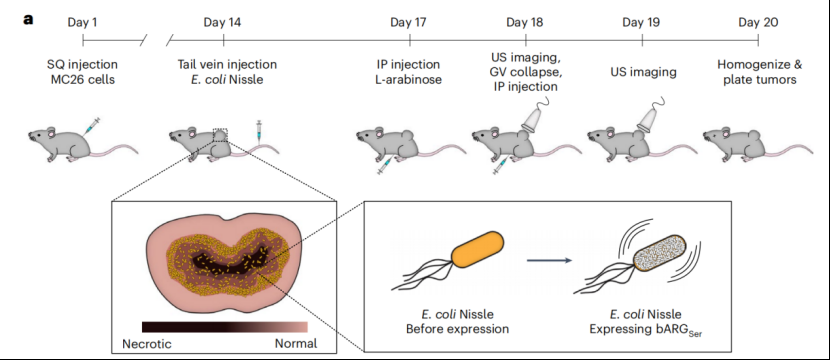 a
Day 1
Day 14
Day 17
Day 18
Day 19
Day 20
SQ injection
MC26 cells
Tail vein injection
E. coli Nissle
IP injection
L-arabinose
US imaging,
GV collapse,
IP injection
US imaging
Homogenize &
plate tumors
Necrotic
Normal
E. coli Nissle
Before expression
E. coli Nissle
Expressing bARGSer